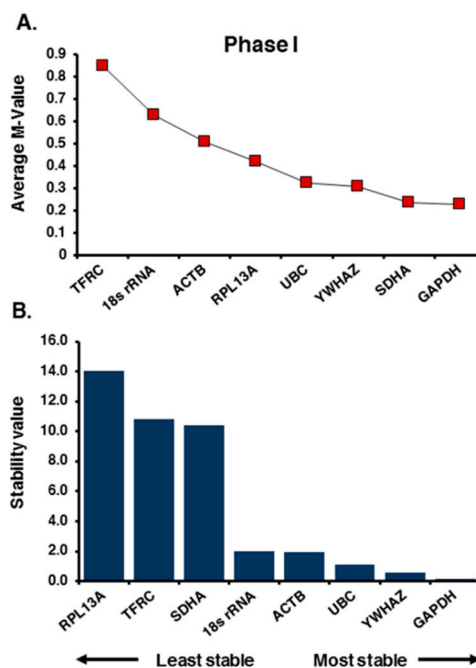 A.
Phase I
Average M-Value
0.9
0.8
0.7
0.6
0.5
0.4
0.3
0.2
0.1
0
TFRC
18s rRNA
ACTB
RPL13A
UBC
YWHAZ
SDHA
GAPDH
B.
Stability value
16.0
14.0
12.0
10.0
8.0
6.0
4.0
2.0
0.0
RPL13A
TFRC
SDHA
18s rRNA
ACTB
UBC
YWHAZ
GAPDH
Least stable Most stable